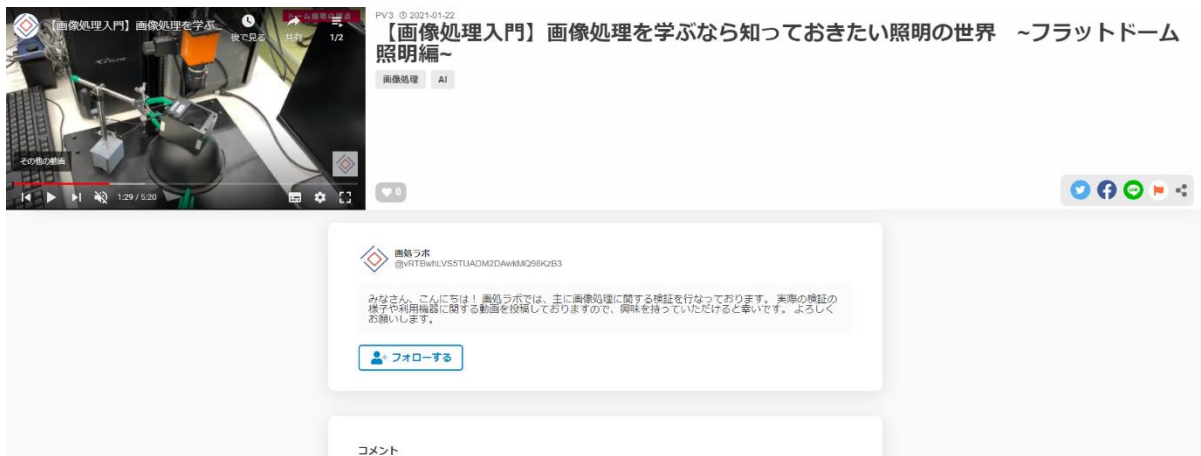 【画像処理入門】画像処理を学ぶ...
後で見る
共有
1/2
その他の動画
1:29 / 5:20
PV 3 2021-01-22
【画像処理入門】画像処理を学ぶなら知っておきたい照明の世界 ~フラットドーム
照明編~
画像処理 AI
0
画処ラボ
みなさん、こんにちは！ 画処ラボでは、主に画像処理に関する検証を行なっております。 実際の検証の
様子や利用機器に関する動画を投稿しておりますので、興味を持っていただけると幸いです。 よろしく
お願いします。
フォローする
コメント